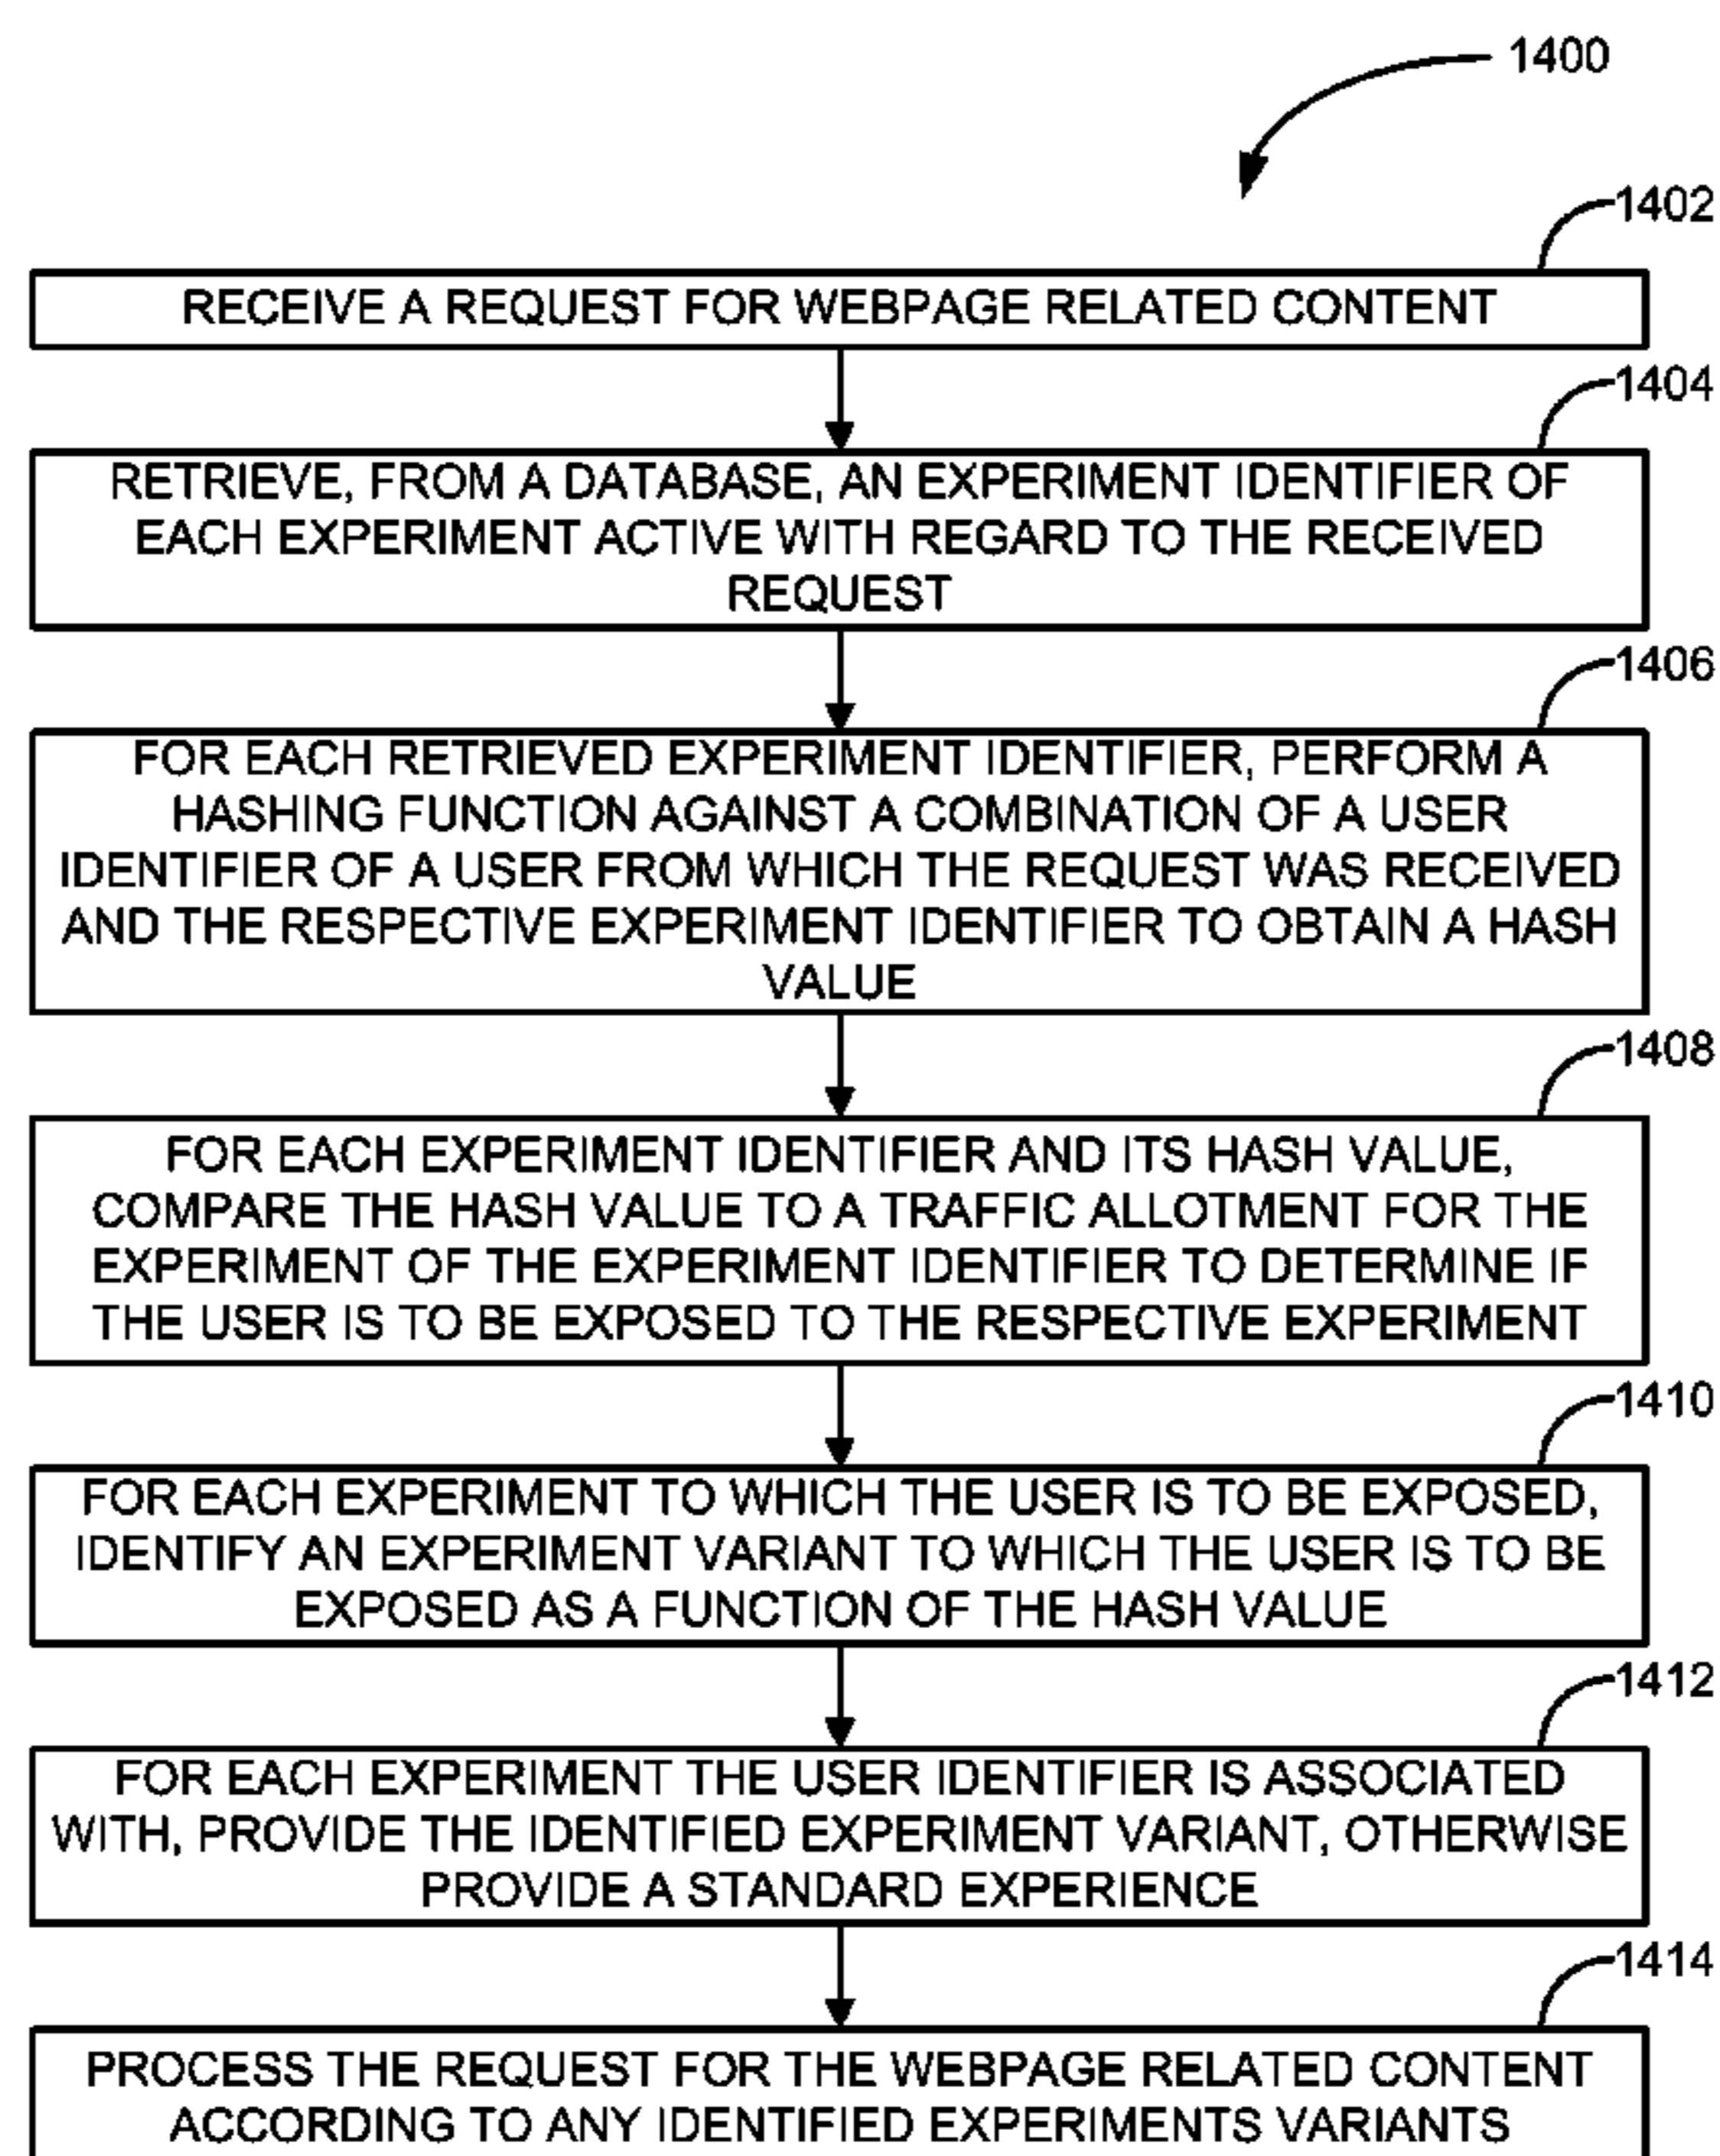 1400
1402
RECEIVE A REQUEST FOR WEBPAGE RELATED CONTENT
1404
RETRIEVE, FROM A DATABASE, AN EXPERIMENT IDENTIFIER OF
EACH EXPERIMENT ACTIVE WITH REGARD TO THE RECEIVED
REQUEST
1406
FOR EACH RETRIEVED EXPERIMENT IDENTIFIER, PERFORM A
HASHING FUNCTION AGAINST A COMBINATION OF A USER
IDENTIFIER OF A USER FROM WHICH THE REQUEST WAS RECEIVED
AND THE RESPECTIVE EXPERIMENT IDENTIFIER TO OBTAIN A HASH
VALUE
1408
FOR EACH EXPERIMENT IDENTIFIER AND ITS HASH VALUE,
COMPARE THE HASH VALUE TO A TRAFFIC ALLOTMENT FOR THE
EXPERIMENT OF THE EXPERIMENT IDENTIFIER TO DETERMINE IF
THE USER IS TO BE EXPOSED TO THE RESPECTIVE EXPERIMENT
1410
FOR EACH EXPERIMENT TO WHICH THE USER IS TO BE EXPOSED,
IDENTIFY AN EXPERIMENT VARIANT TO WHICH THE USER IS TO BE
EXPOSED AS A FUNCTION OF THE HASH VALUE
1412
FOR EACH EXPERIMENT THE USER IDENTIFIER IS ASSOCIATED
WITH, PROVIDE THE IDENTIFIED EXPERIMENT VARIANT, OTHERWISE
PROVIDE A STANDARD EXPERIENCE
1414
PROCESS THE REQUEST FOR THE WEBPAGE RELATED CONTENT
ACCORDING TO ANY IDENTIFIED EXPERIMENTS VARIANTS